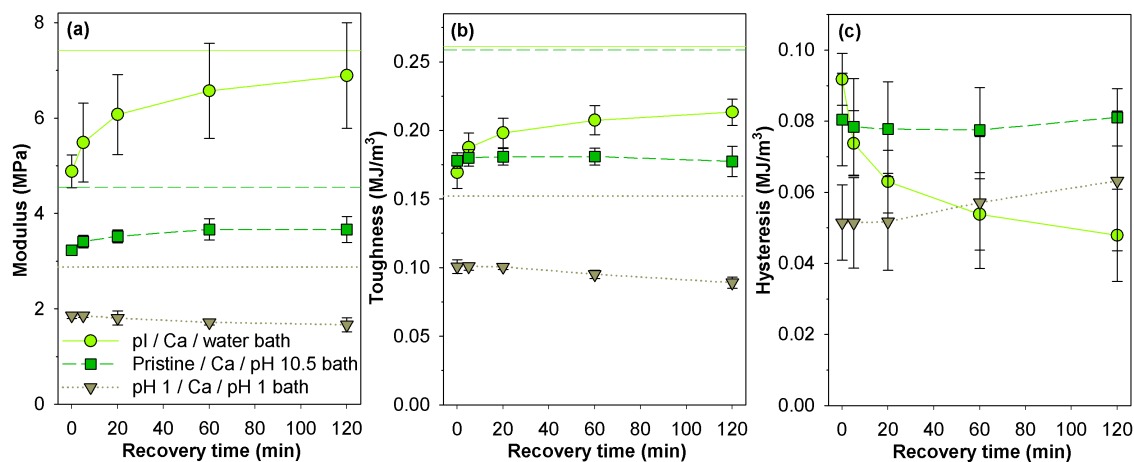 (a)
8
6
4
2
0
Modulus (MPa)
pI / Ca / water bath
Pristine / Ca / pH 10.5 bath
pH 1 / Ca / pH 1 bath
0 20 40 60 80 100 120
Recovery time (min)
(b)
0.25
0.20
0.15
0.10
0.05
0.00
Toughness (MJ/m³)
0 20 40 60 80 100 120
Recovery time (min)
(c)
0.10
0.08
0.06
0.04
0.02
0.00
Hysteresis (MJ/m³)
0 20 40 60 80 100 120
Recovery time (min)